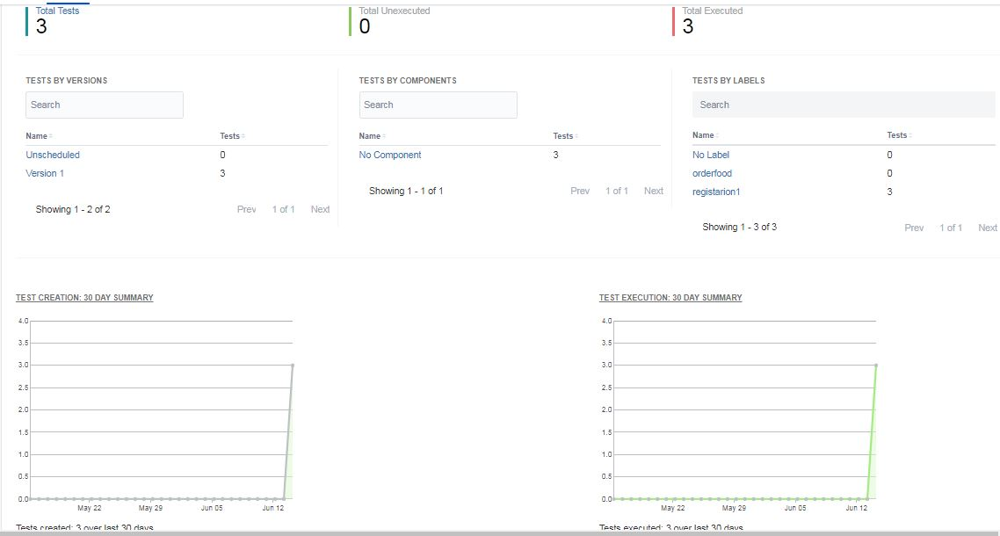 Total Tests
3
Total Unexecuted
0
Total Executed
3
TESTS BY VERSIONS
Search
Name Tests
Unscheduled 0
Version 1 3
Showing 1 - 2 of 2 Prev 1 of 1 Next
TESTS BY COMPONENTS
Search
Name Tests
No Component 3
Showing 1 - 1 of 1 Prev 1 of 1 Next
TESTS BY LABELS
Search
Name Tests
No Label 0
orderfood 0
registarion1 3
Showing 1 - 3 of 3 Prev 1 of 1 Next
TEST CREATION: 30 DAY SUMMARY
4.0
3.5
3.0
2.5
2.0
1.5
1.0
0.5
0.0
May 22 May 29 Jun 05 Jun 12
Tests created: 3 over last 30 days
TEST EXECUTION: 30 DAY SUMMARY
4.0
3.5
3.0
2.5
2.0
1.5
1.0
0.5
0.0
May 22 May 29 Jun 05 Jun 12
Tests executed: 3 over last 30 days